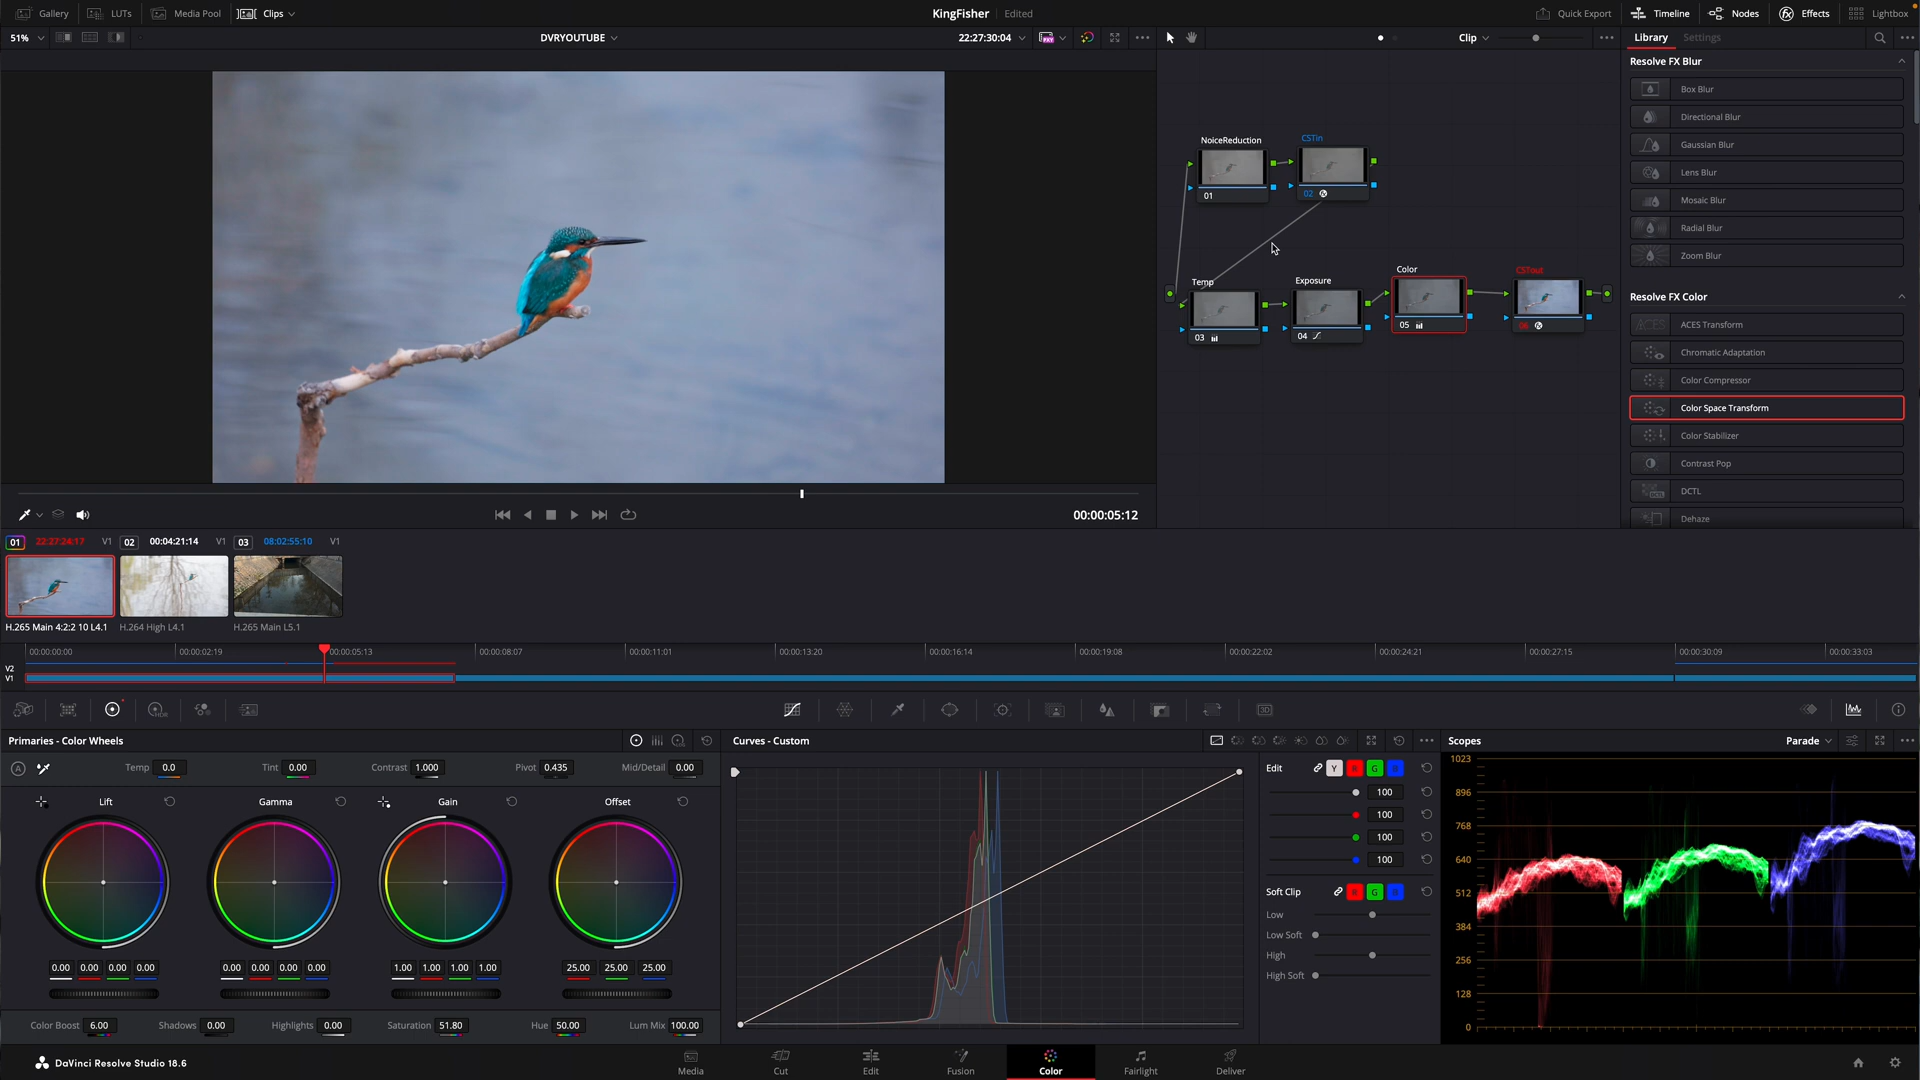 Gallery LUTs Media Pool Clips KingFisher Edited Quick Export Timeline Nodes Effects Lightbox
51% DVRYOUTUBE 22:27:30:04 Clip Library Settings
Resolve FX Blur
Box Blur
Directional Blur
Gaussian Blur
Lens Blur
Mosaic Blur
Radial Blur
Zoom Blur
Resolve FX Color
ACES Transform
Chromatic Adaptation
Color Compressor
Color Space Transform
Color Stabilizer
Contrast Pop
DCTL
Dehaze
NoiceReduction CSTin
01 02
Temp Exposure Color CSTout
03 04 05 06
00:00:05:12
01 22:27:24:17 V1 02 00:04:21:14 V1 03 08:02:55:10 V1
H.265 Main 4:2:2 10 L4.1 H.264 High L4.1 H.265 Main L5.1
00:00:00:00 00:00:02:19 00:00:05:13 00:00:08:07 00:00:11:01 00:00:13:20 00:00:16:14 00:00:19:08 00:00:22:02 00:00:24:21 00:00:27:15 00:00:30:09 00:00:33:03
V2
V1
HDR 3D
Primaries - Color Wheels
A Temp 0.0 Tint 0.00 Contrast 1.000 Pivot 0.435 Mid/Detail 0.00
Lift Gamma Gain Offset
0.00 0.00 0.00 0.00 0.00 0.00 0.00 0.00 1.00 1.00 1.00 1.00 25.00 25.00 25.00
Color Boost 6.00 Shadows 0.00 Highlights 0.00 Saturation 51.80 Hue 50.00 Lum Mix 100.00
Curves - Custom
Edit Y R G B
100
100
100
100
Soft Clip R G B
Low
Low Soft
High
High Soft
Scopes Parade
1023
896
768
640
512
384
256
128
0
DaVinci Resolve Studio 18.6
Media Cut Edit Fusion Color Fairlight Deliver